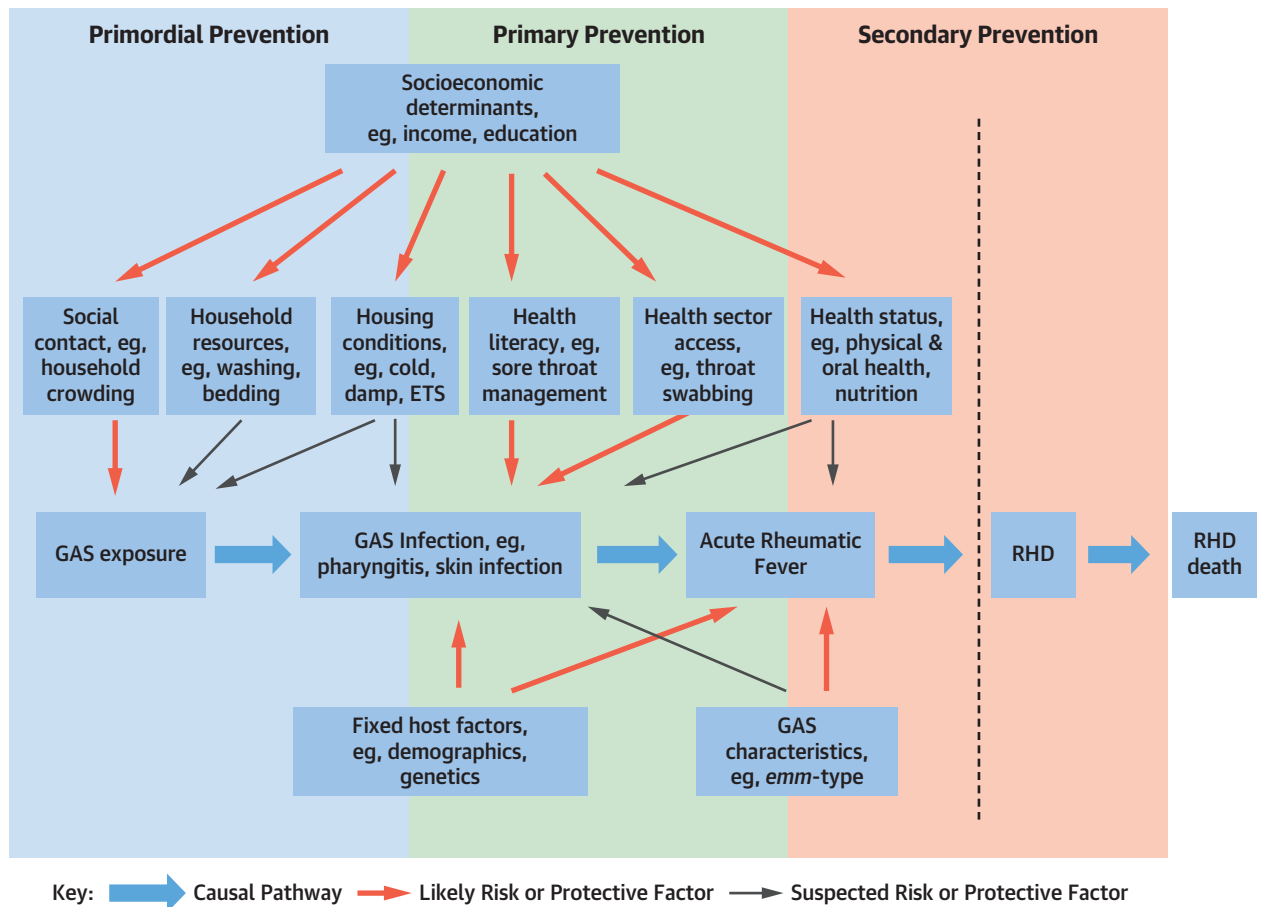 Primordial Prevention
Primary Prevention
Secondary Prevention
Socioeconomic
determinants,
eg, income, education
Social
contact, eg,
household
crowding
Household
resources,
eg, washing,
bedding
Housing
conditions,
eg, cold,
damp, ETS
Health
literacy, eg,
sore throat
management
Health sector
access,
eg, throat
swabbing
Health status,
eg, physical &
oral health,
nutrition
GAS exposure
GAS Infection, eg,
pharyngitis, skin infection
Acute Rheumatic
Fever
RHD
RHD
death
Fixed host factors,
eg, demographics,
genetics
GAS
characteristics,
eg, emm-type
Key:
Causal Pathway
Likely Risk or Protective Factor
Suspected Risk or Protective Factor